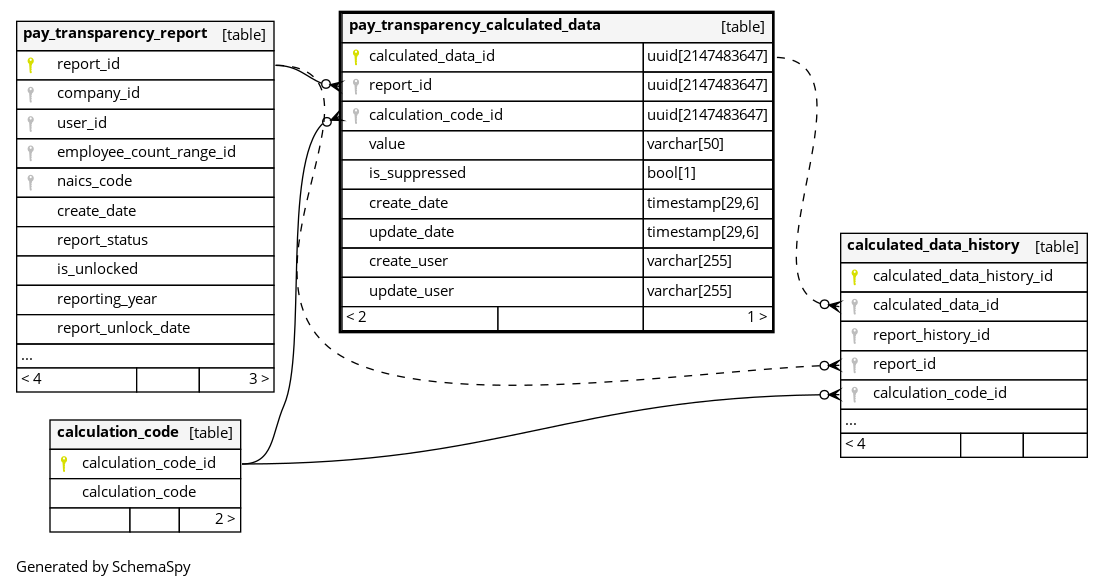 pay_transparency_report [table]
report_id
company_id
user_id
employee_count_range_id
naics_code
create_date
report_status
is_unlocked
reporting_year
report_unlock_date
...
< 4 3 >
pay_transparency_calculated_data [table]
calculated_data_id uuid[2147483647]
report_id uuid[2147483647]
calculation_code_id uuid[2147483647]
value varchar[50]
is_suppressed bool[1]
create_date timestamp[29,6]
update_date timestamp[29,6]
create_user varchar[255]
update_user varchar[255]
< 2 1 >
calculated_data_history [table]
calculated_data_history_id
calculated_data_id
report_history_id
report_id
calculation_code_id
...
< 4
calculation_code [table]
calculation_code_id
calculation_code
2 >
Generated by SchemaSpy